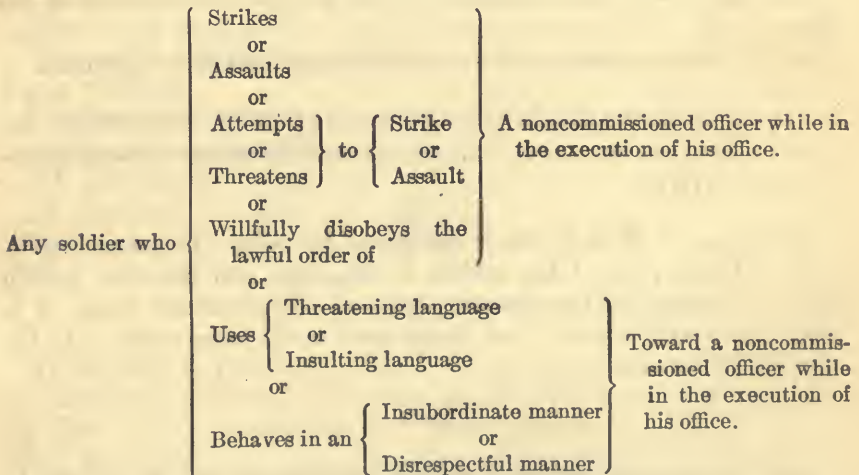 Any soldier who
Strikes
or
Assaults
or
Attempts
or
Threatens
to
Strike
or
Assault
or
Willfully disobeys the
lawful order of
A noncommissioned officer while in
the execution of his office.
or
Uses
Threatening language
or
Insulting language
or
Behaves in an
Insubordinate manner
or
Disrespectful manner
Toward a noncommis-
sioned officer while
in the execution of
his office.